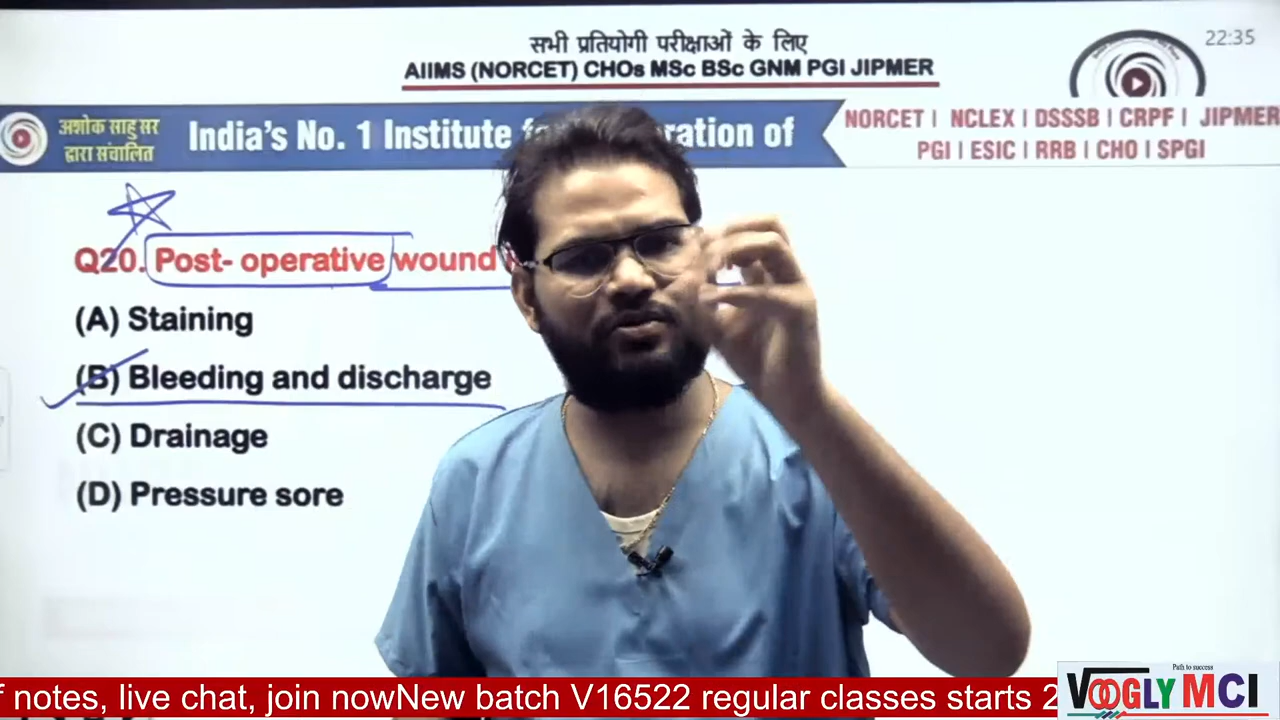 सभी प्रतियोगी परीक्षाओं के लिए
AIIMS (NORCET) CHOs MSc BSc GNM PGI JIPMER
22:35
अशोक साहू सर
द्वारा संचालित
India's No. 1 Institute of
NORCET | NCLEX | DSSSB | CRPF | JIPMER
PGI | ESIC | RRB | CHO | SPGI
Q20. Post- operative wound
(A) Staining
(B) Bleeding and discharge
(C) Drainage
(D) Pressure sore
notes, live chat, join nowNew batch V16522 regular classes starts 2
Path to success
VOOGLY MCI